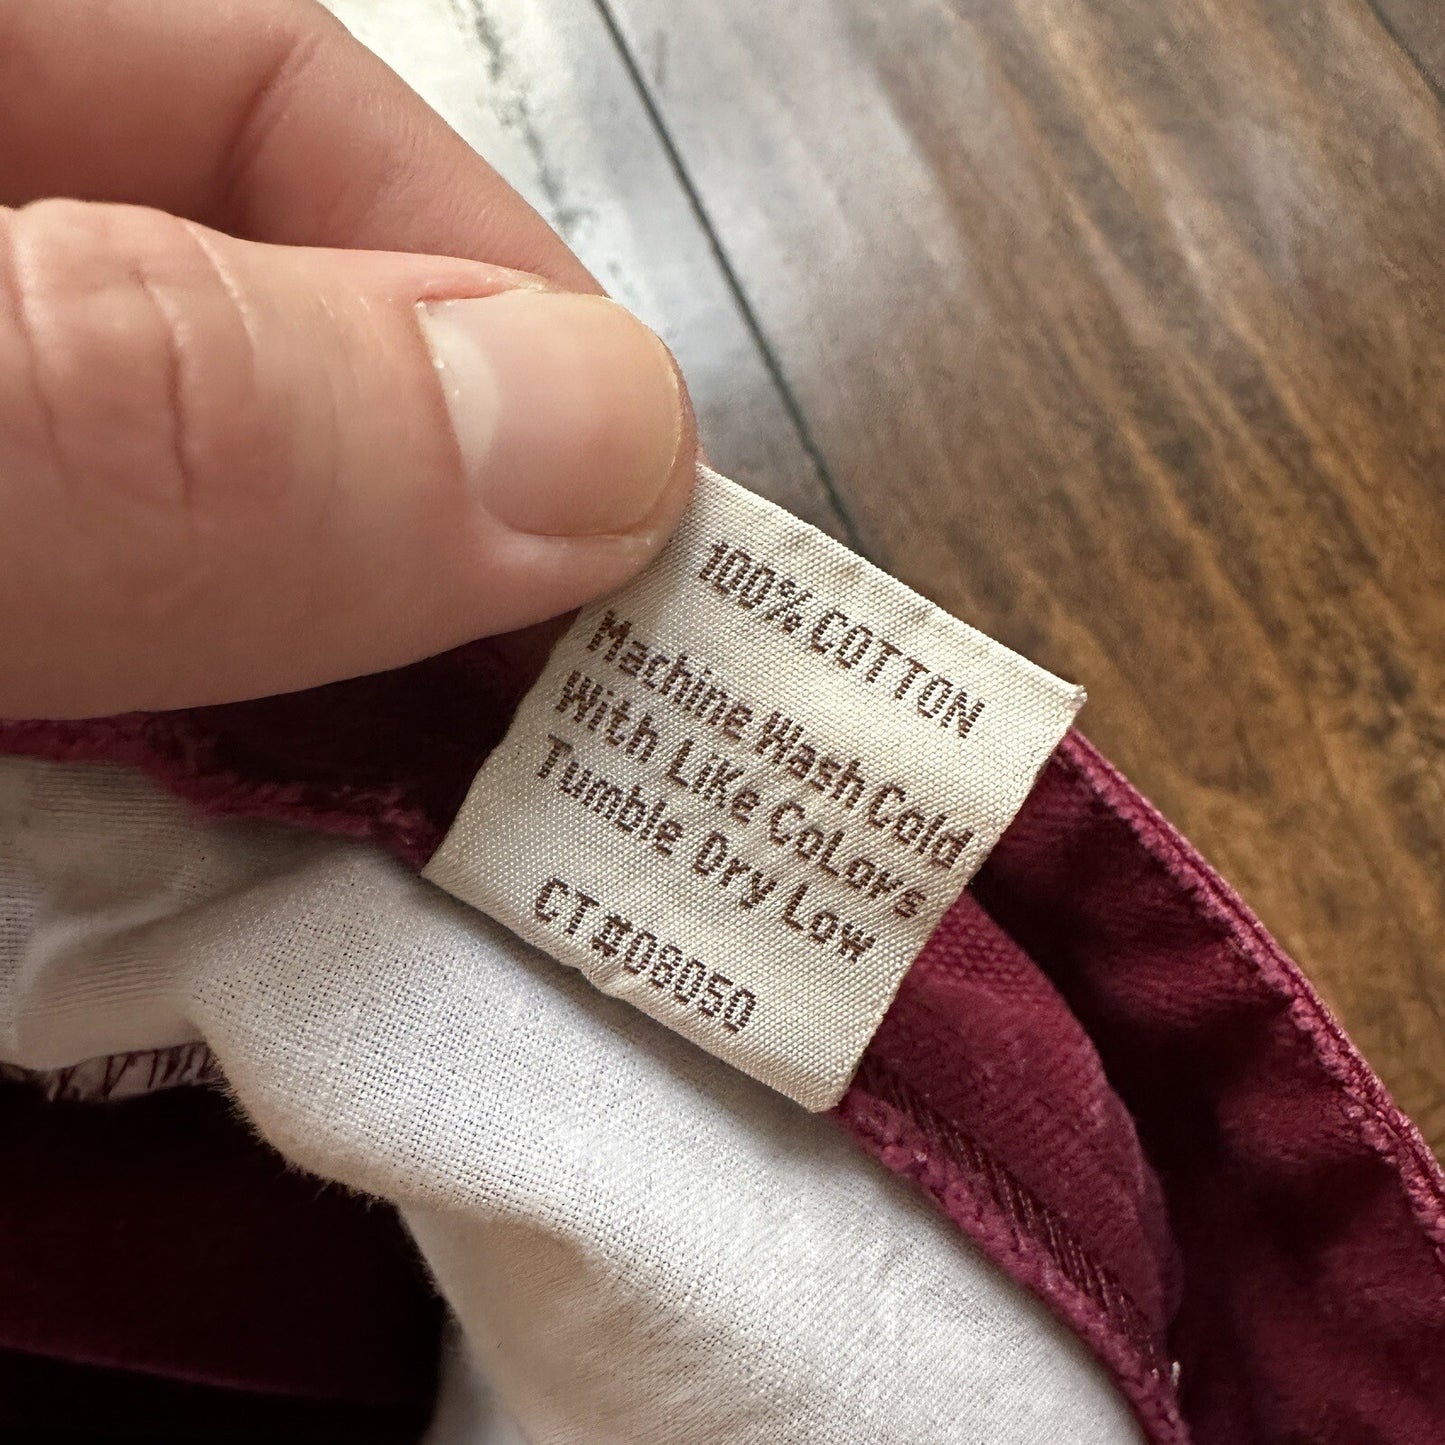 100% COTTON
Machine Wash Cold
With Like Colors
Tumble Dry Low
CT#08050